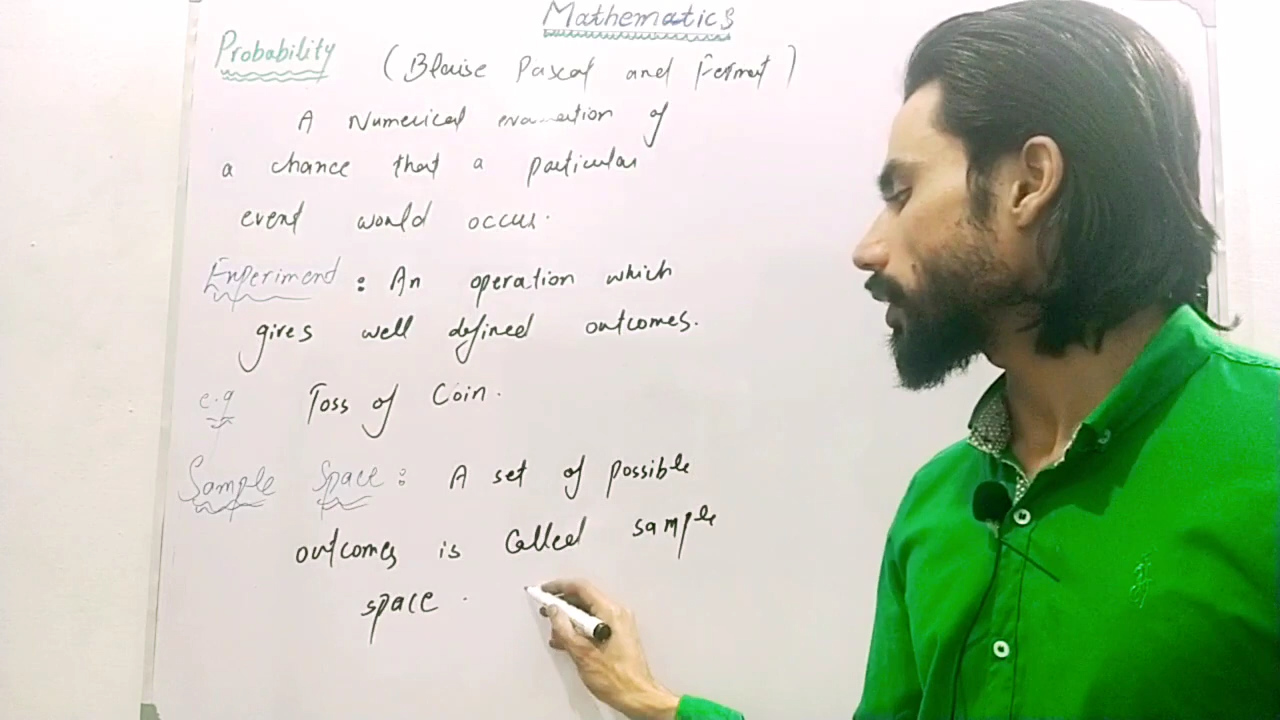 Mathematics
Probability (Blaise Pascal and Fermat)
A Numerical evaluation of
a chance that a particular
event would occur.
Experiment : An operation which
gives well defined outcomes.
e.g Toss of Coin.
Sample Space : A set of possible
outcomes is Called sample
space.